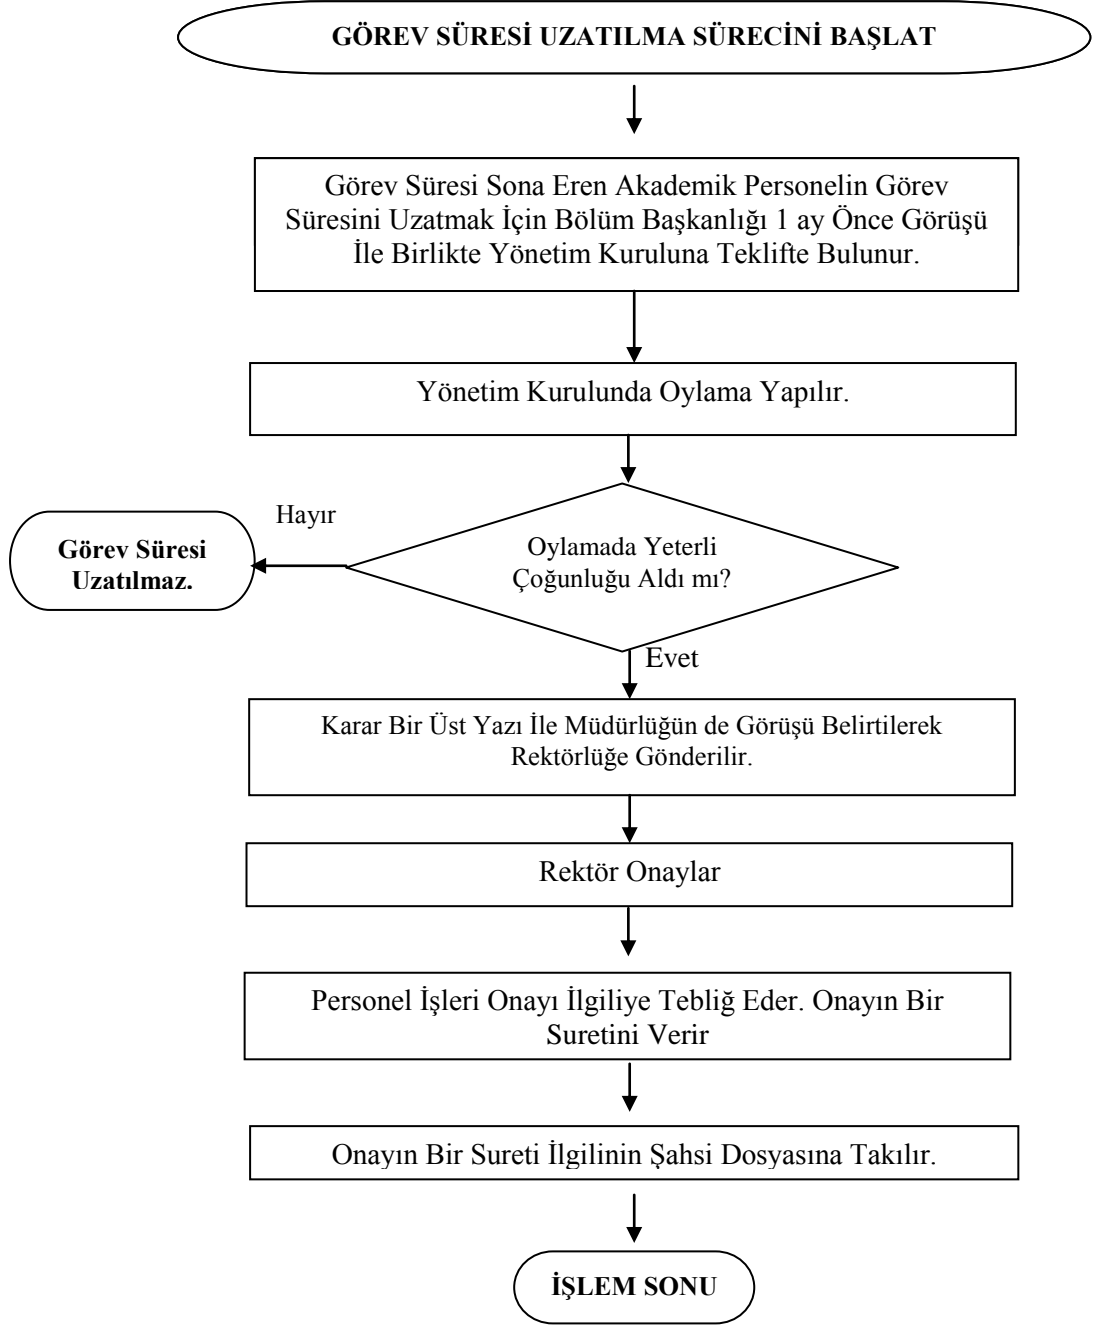 GÖREV SÜRESİ UZATILMA SÜRECİNİ BAŞLAT
Görev Süresi Sona Eren Akademik Personelin Görev
Süresini Uzatmak İçin Bölüm Başkanlığı 1 ay Önce Görüşü
İle Birlikte Yönetim Kuruluna Teklifte Bulunur.
Yönetim Kurulunda Oylama Yapılır.
Oylamada Yeterli
Çoğunluğu Aldı mı?
Hayır
Görev Süresi
Uzatılmaz.
Evet
Karar Bir Üst Yazı İle Müdürlüğün de Görüşü Belirtilerek
Rektörlüğe Gönderilir.
Rektör Onaylar
Personel İşleri Onayı İlgiliye Tebliğ Eder. Onayın Bir
Suretini Verir
Onayın Bir Sureti İlgilinin Şahsi Dosyasına Takılır.
İŞLEM SONU